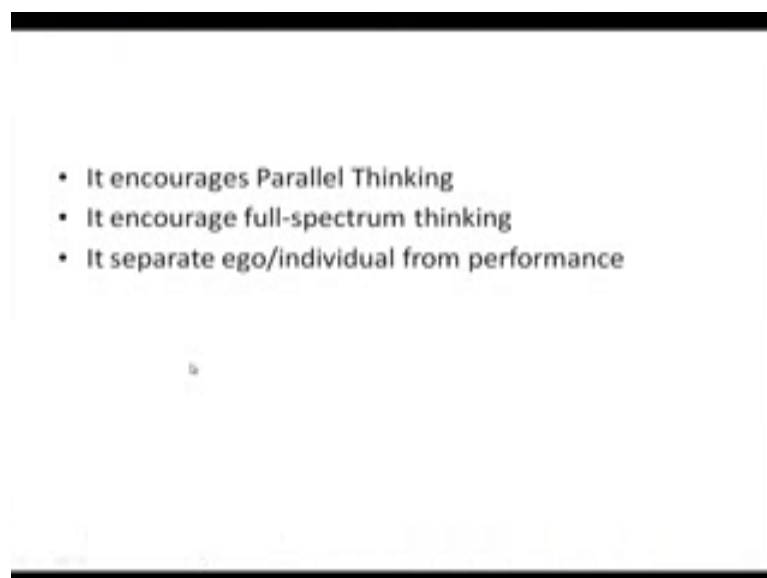 • It encourages Parallel Thinking
• It encourage full-spectrum thinking
• It separate ego/individual from performance